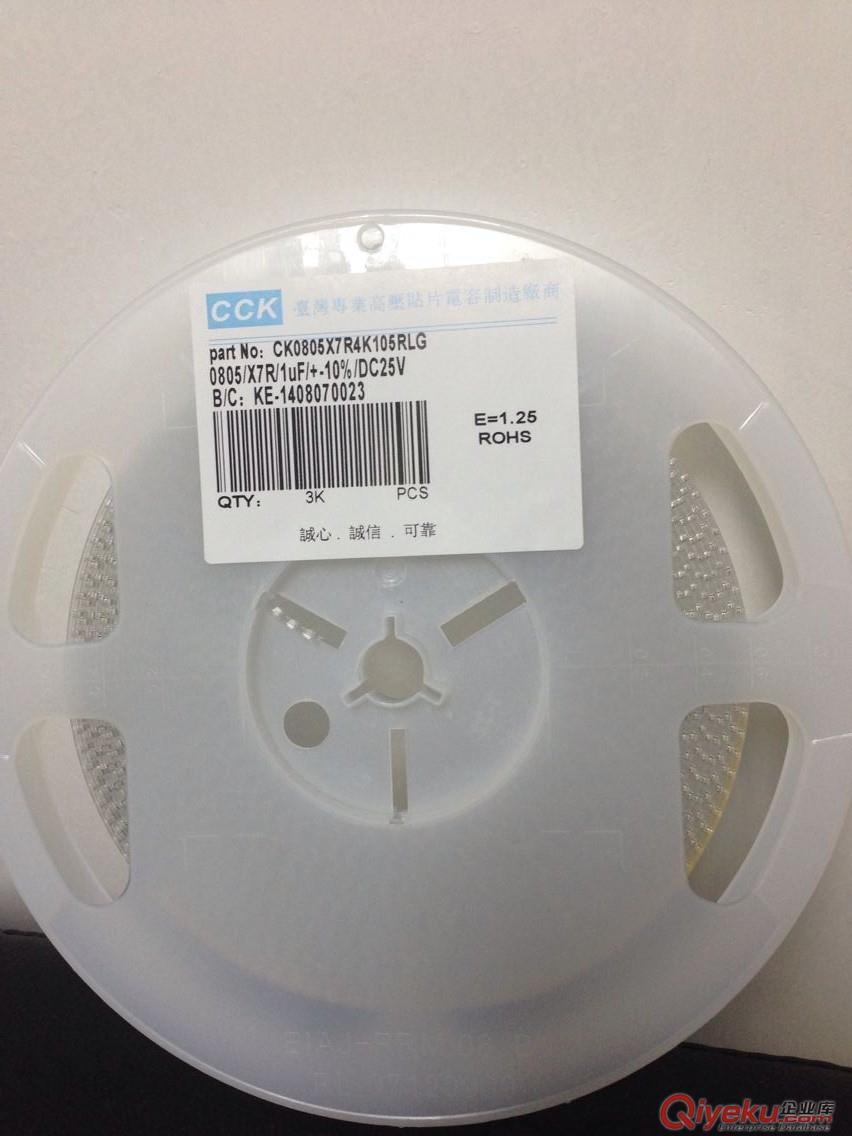 CCK 臺灣專業高壓貼片電容制造廠商
part No：CK0805X7R4K105RLG
0805/X7R/1uF/+-10%/DC25V
B/C：KE-1408070023
E=1.25
ROHS
QTY： 3K PCS
誠心．誠信．可靠
Qiyeku.com 企业库
Enterprise Database